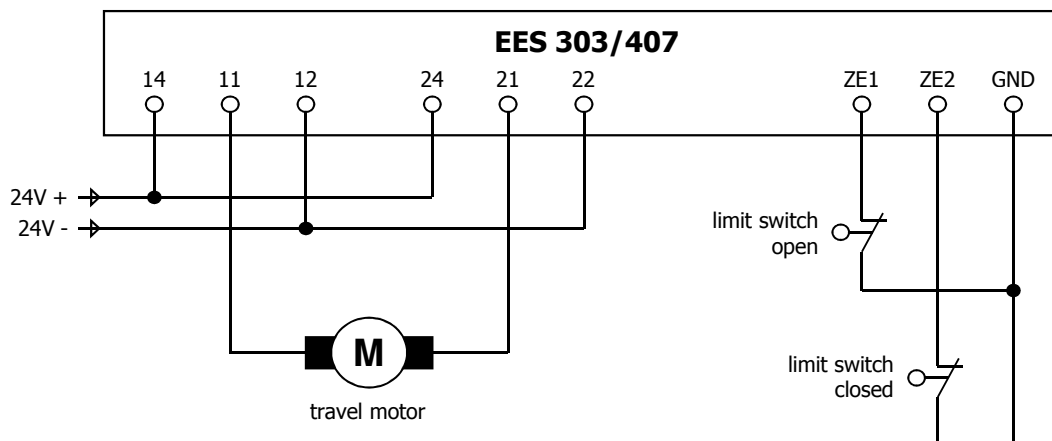 EES 303/407
14 11 12 24 21 22 ZE1 ZE2 GND
24V +
24V -
limit switch
open
M
travel motor
limit switch
closed